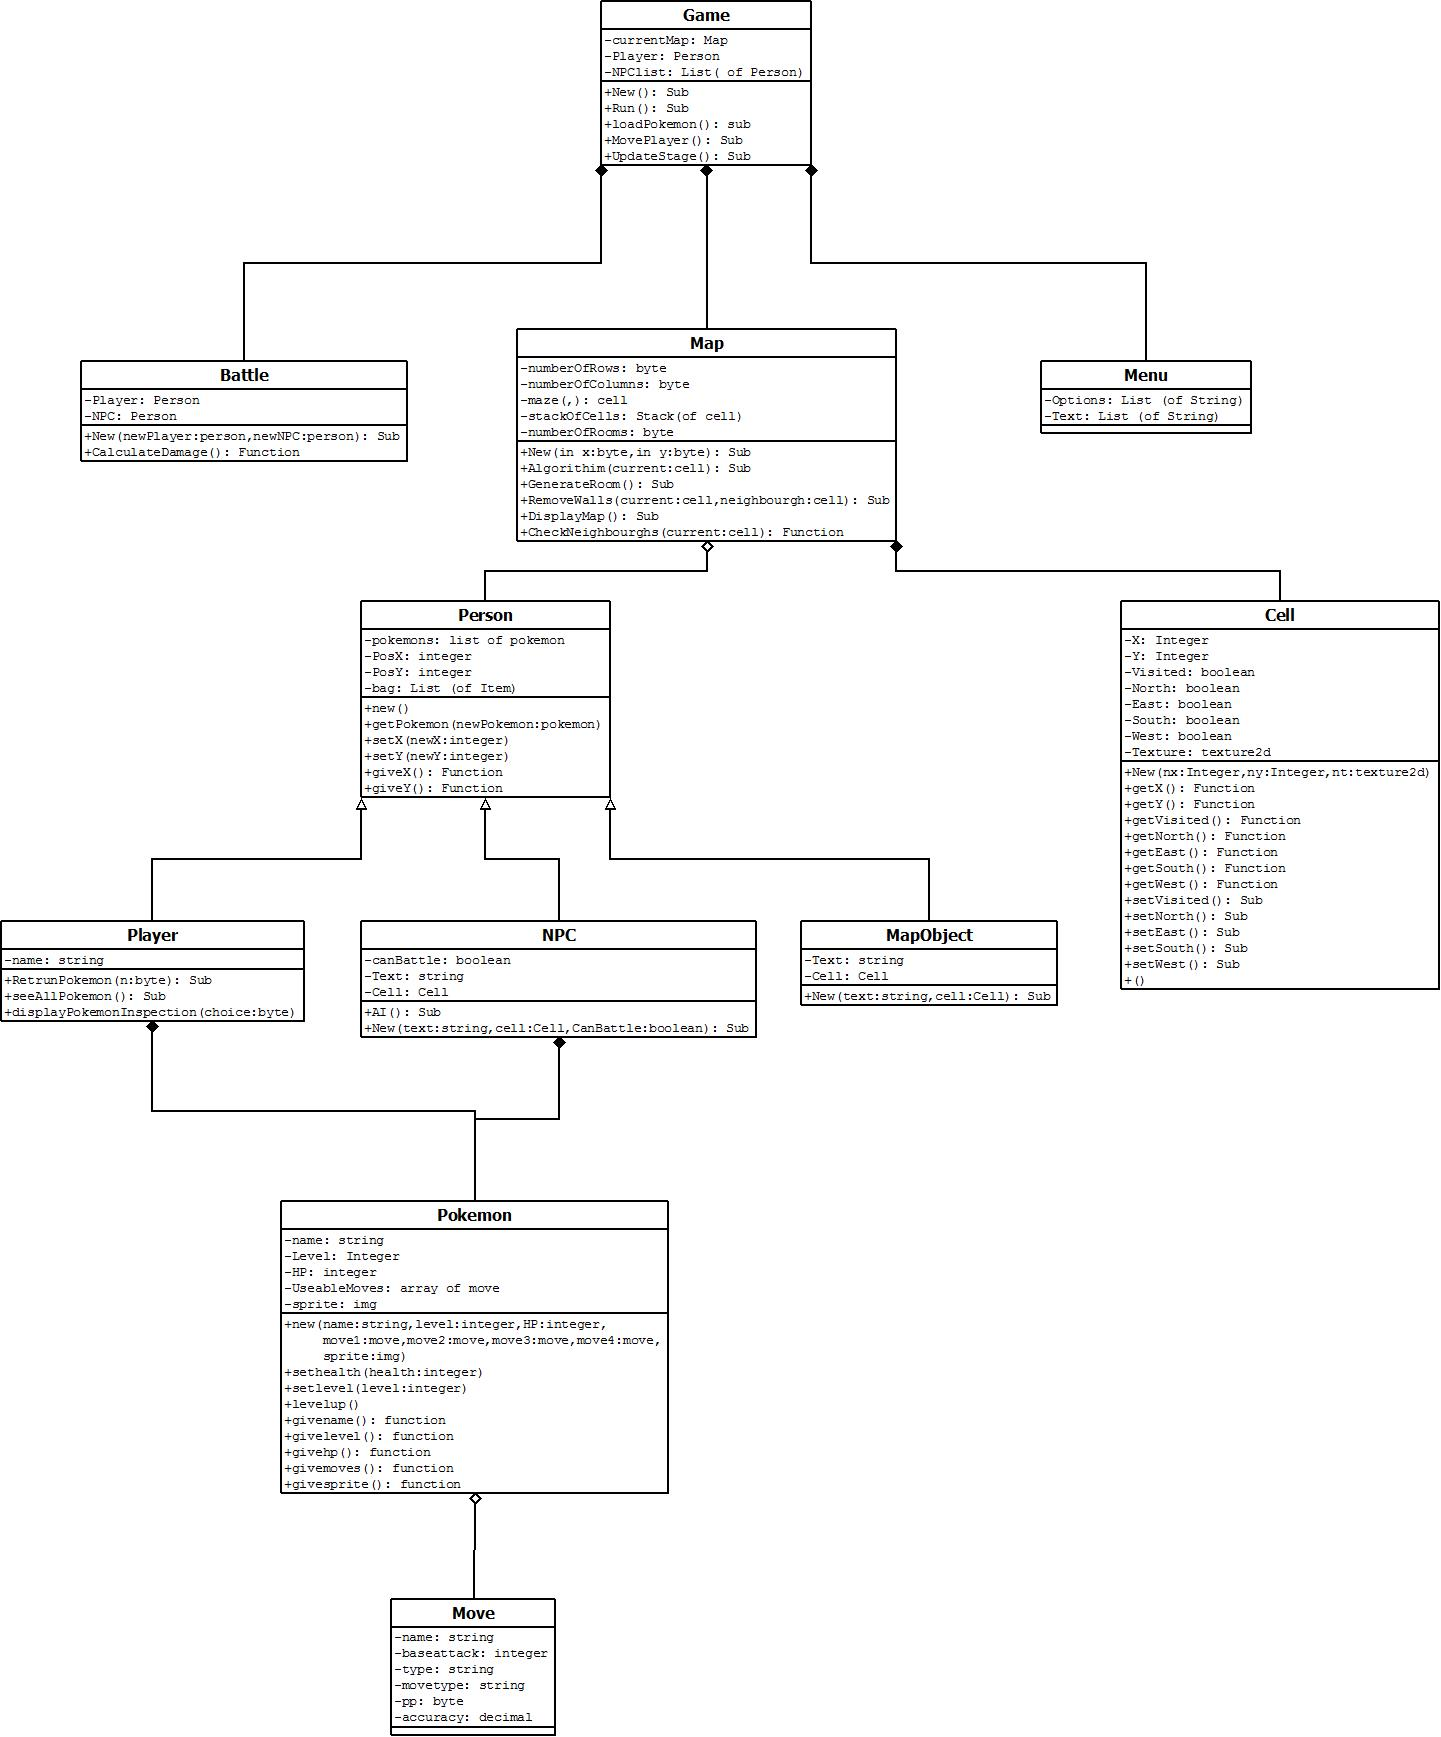 Game
-currentMap: Map
-Player: Person
-NPClist: List( of Person)
+New(): Sub
+Run(): Sub
+loadPokemon(): sub
+MovePlayer(): Sub
+UpdateStage(): Sub
Battle
-Player: Person
-NPC: Person
+New(newPlayer:person,newNPC:person): Sub
+CalculateDamage(): Function
Map
-numberOfRows: byte
-numberOfColumns: byte
-maze(,): cell
-stackOfCells: Stack(of cell)
-numberOfRooms: byte
+New(in x:byte,in y:byte): Sub
+Algorithim(current:cell): Sub
+GenerateRoom(): Sub
+RemoveWalls(current:cell,neighbourgh:cell): Sub
+DisplayMap(): Sub
+CheckNeighbourghs(current:cell): Function
Menu
-Options: List (of String)
-Text: List (of String)
Person
-pokemons: list of pokemon
-PosX: integer
-PosY: integer
-bag: List (of Item)
+new()
+getPokemon(newPokemon:pokemon)
+setX(newX:integer)
+setY(newY:integer)
+giveX(): Function
+giveY(): Function
Cell
-X: Integer
-Y: Integer
-Visited: boolean
-North: boolean
-East: boolean
-South: boolean
-West: boolean
-Texture: texture2d
+New(nx:Integer,ny:Integer,nt:texture2d)
+getX(): Function
+getY(): Function
+getVisited(): Function
+getNorth(): Function
+getEast(): Function
+getSouth(): Function
+getWest(): Function
+setVisited(): Sub
+setNorth(): Sub
+setEast(): Sub
+setSouth(): Sub
+setWest(): Sub
+()
Player
-name: string
+RetrunPokemon(n:byte): Sub
+seeAllPokemon(): Sub
+displayPokemonInspection(choice:byte)
NPC
-canBattle: boolean
-Text: string
-Cell: Cell
+AI(): Sub
+New(text:string,cell:Cell,CanBattle:boolean): Sub
MapObject
-Text: string
-Cell: Cell
+New(text:string,cell:Cell): Sub
Pokemon
-name: string
-Level: Integer
-HP: integer
-UseableMoves: array of move
-sprite: img
+new(name:string,level:integer,HP:integer,
move1:move,move2:move,move3:move,move4:move,
sprite:img)
+sethealth(health:integer)
+setlevel(level:integer)
+levelup()
+givename(): function
+givelevel(): function
+givehp(): function
+givemoves(): function
+givesprite(): function
Move
-name: string
-baseattack: integer
-type: string
-movetype: string
-pp: byte
-accuracy: decimal